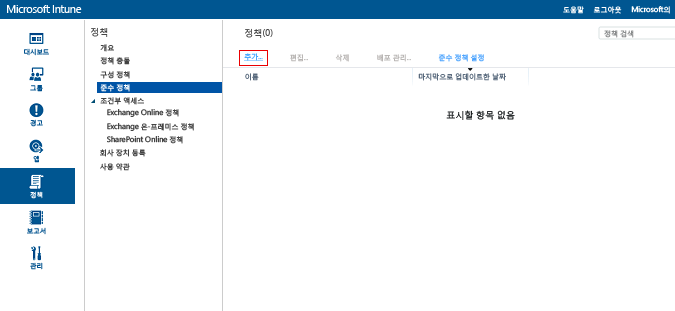 Microsoft Intune
도움말 로그아웃 Microsoft의
대시보드
그룹
경고
앱
정책
보고서
관리
정책
개요
정책 충돌
구성 정책
준수 정책
조건부 액세스
Exchange Online 정책
Exchange 온-프레미스 정책
SharePoint Online 정책
회사 장치 등록
사용 약관
정책(0)
정책 검색
추가... 편집... 삭제 배포 관리... 준수 정책 설정
이름 마지막으로 업데이트한 날짜
표시할 항목 없음